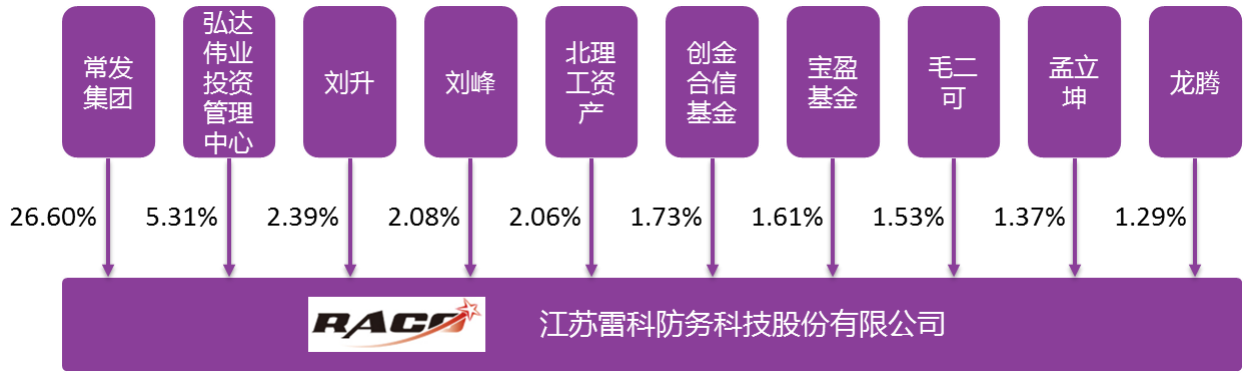 常发
集团
弘达
伟业
投资
管理
中心
刘升
刘峰
北理
工资
产
创金
合信
基金
宝盈
基金
毛二
可
孟立
坤
龙腾
26.60%
5.31%
2.39%
2.08%
2.06%
1.73%
1.61%
1.53%
1.37%
1.29%
RACO
江苏雷科防务科技股份有限公司